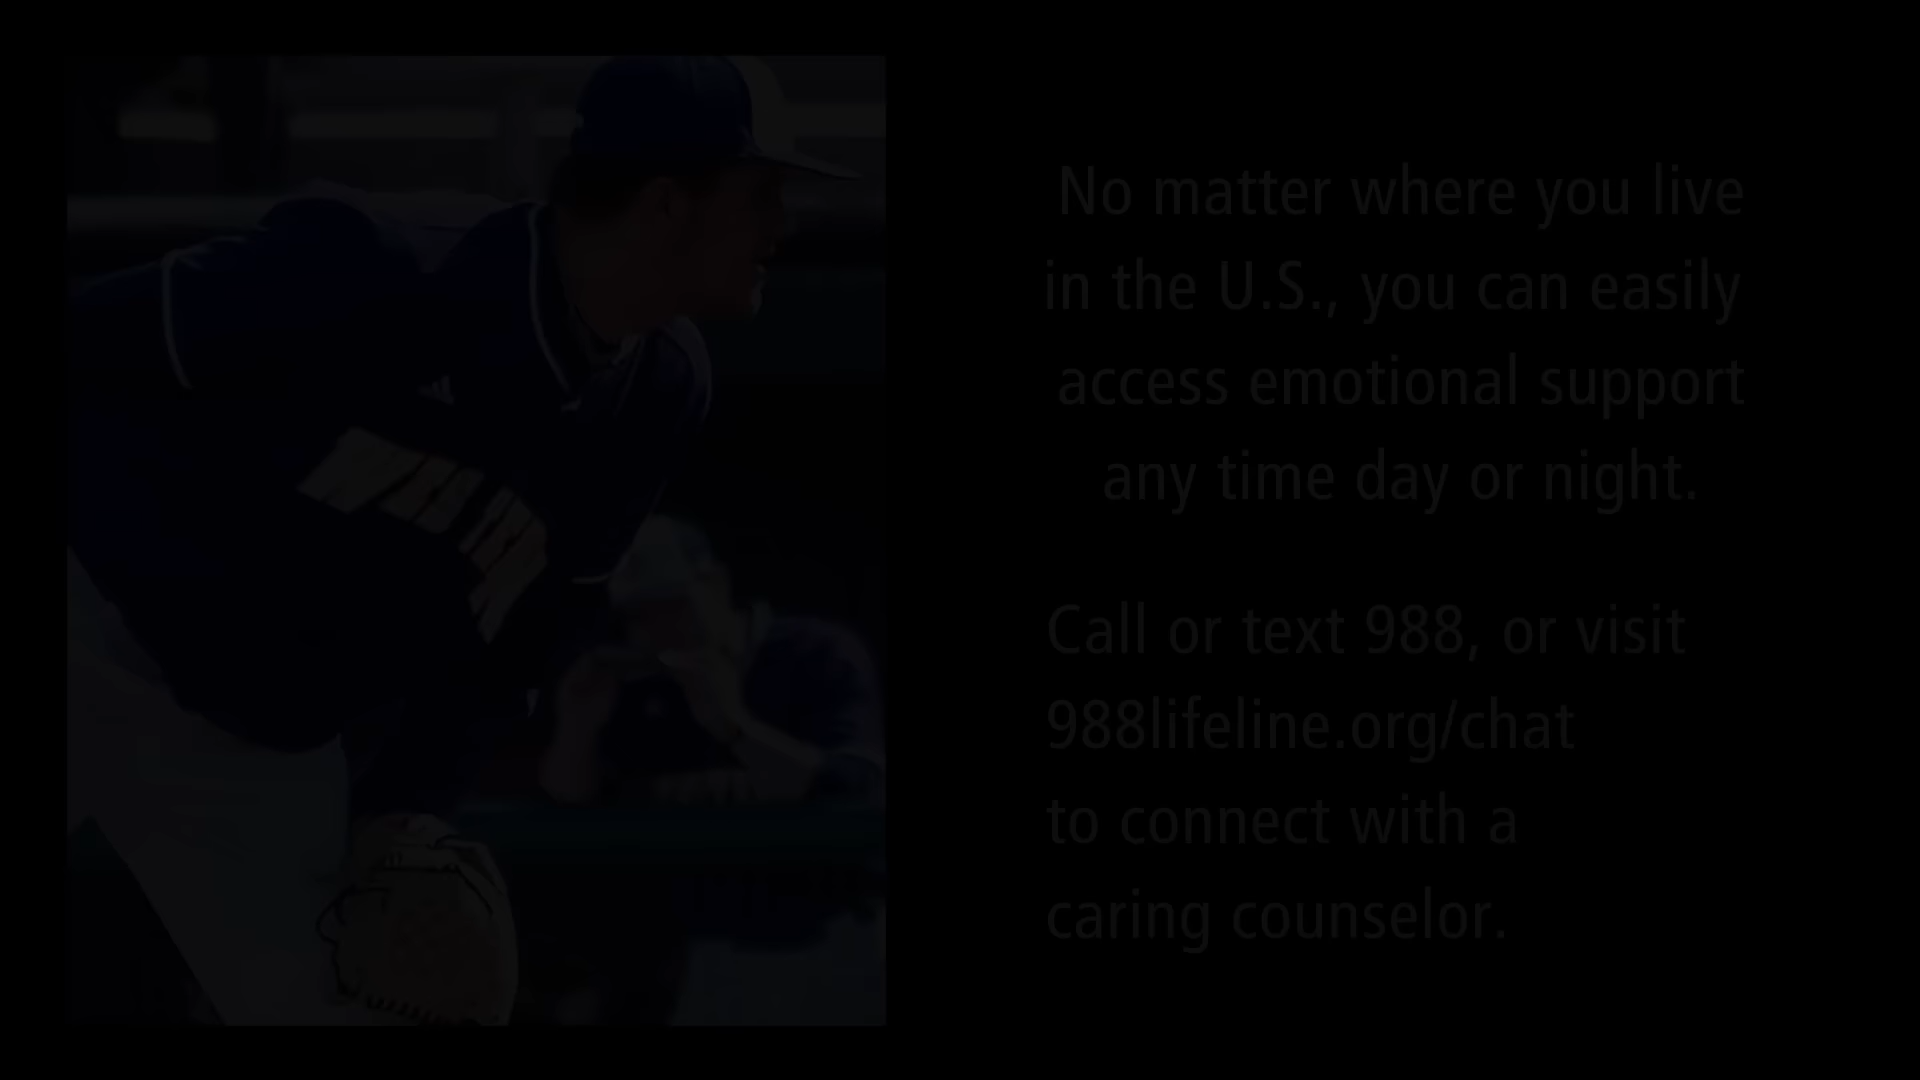 No matter where you live
in the U.S., you can easily
access emotional support
any time day or night.
Call or text 988, or visit
988lifeline.org/chat
to connect with a
caring counselor.